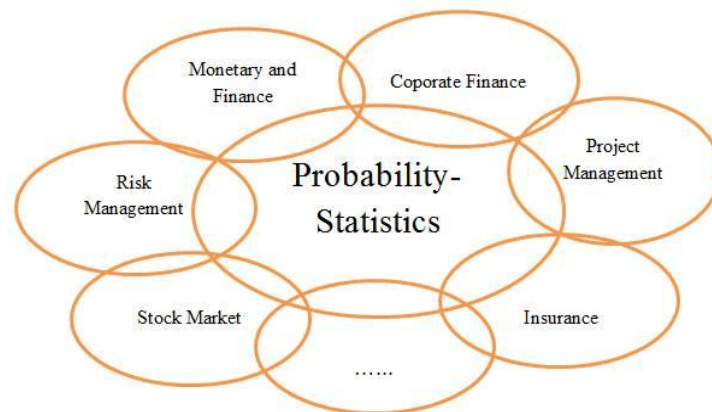 Monetary and
Finance
Coporate Finance
Project
Management
Risk
Management
Probability-
Statistics
Stock Market
Insurance
......